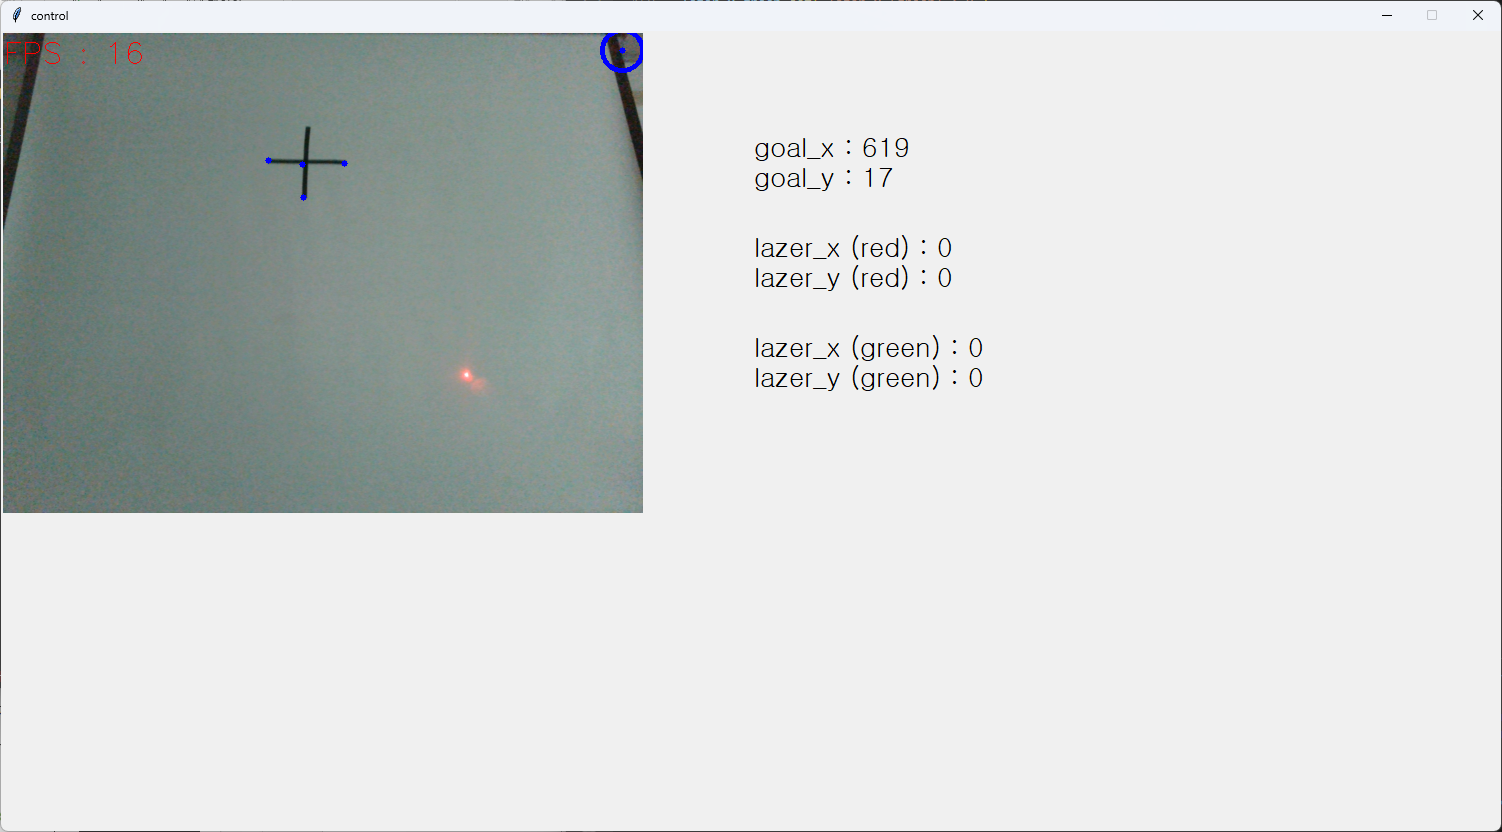 control
FPS : 16
goal_x : 619
goal_y : 17
lazer_x (red) : 0
lazer_y (red) : 0
lazer_x (green) : 0
lazer_y (green) : 0